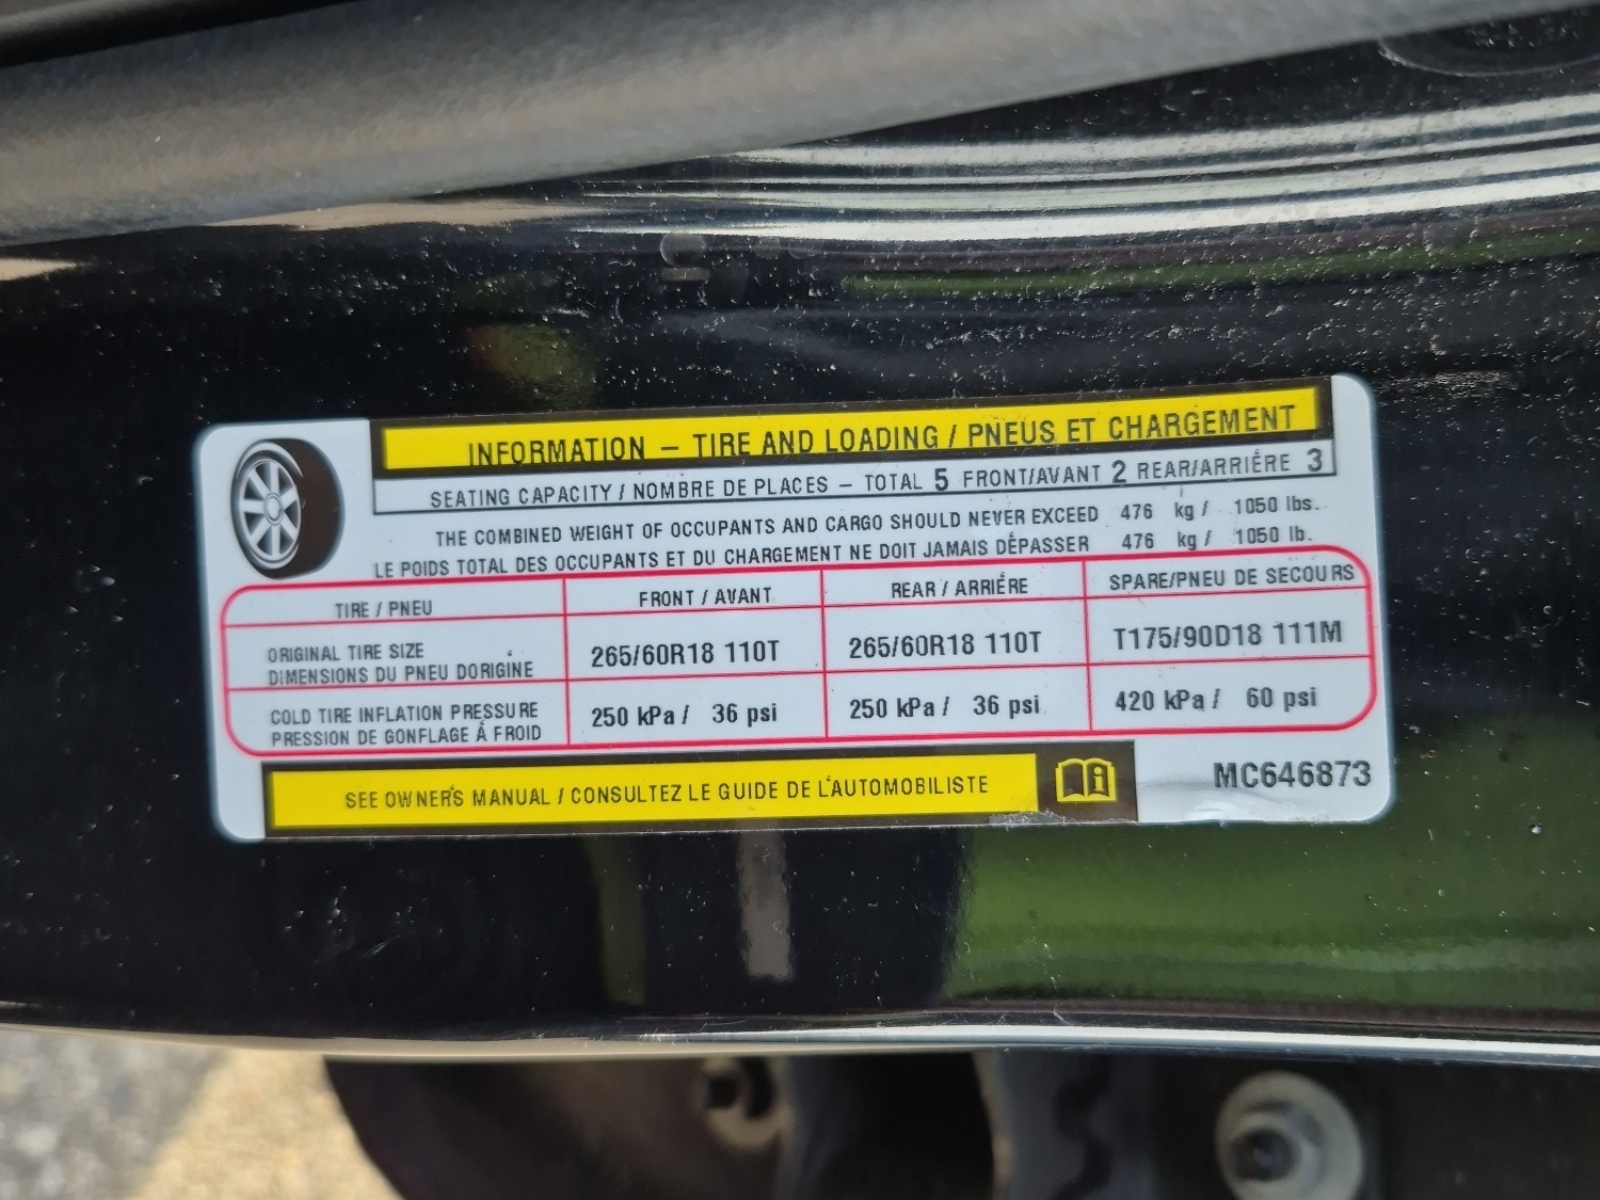 INFORMATION – TIRE AND LOADING / PNEUS ET CHARGEMENT
SEATING CAPACITY / NOMBRE DE PLACES – TOTAL 5 FRONT/AVANT 2 REAR/ARRIÉRE 3
THE COMBINED WEIGHT OF OCCUPANTS AND CARGO SHOULD NEVER EXCEED 476 kg / 1050 lbs.
LE POIDS TOTAL DES OCCUPANTS ET DU CHARGEMENT NE DOIT JAMAIS DÉPASSER 476 kg / 1050 lb.
TIRE / PNEU FRONT / AVANT REAR / ARRIÉRE SPARE/PNEU DE SECOURS
ORIGINAL TIRE SIZE
DIMENSIONS DU PNEU D'ORIGINE 265/60R18 110T 265/60R18 110T T175/90D18 111M
COLD TIRE INFLATION PRESSURE
PRESSION DE GONFLAGE Á FROID 250 kPa / 36 psi 250 kPa / 36 psi 420 kPa / 60 psi
SEE OWNER'S MANUAL / CONSULTEZ LE GUIDE DE L'AUTOMOBILISTE
MC646873